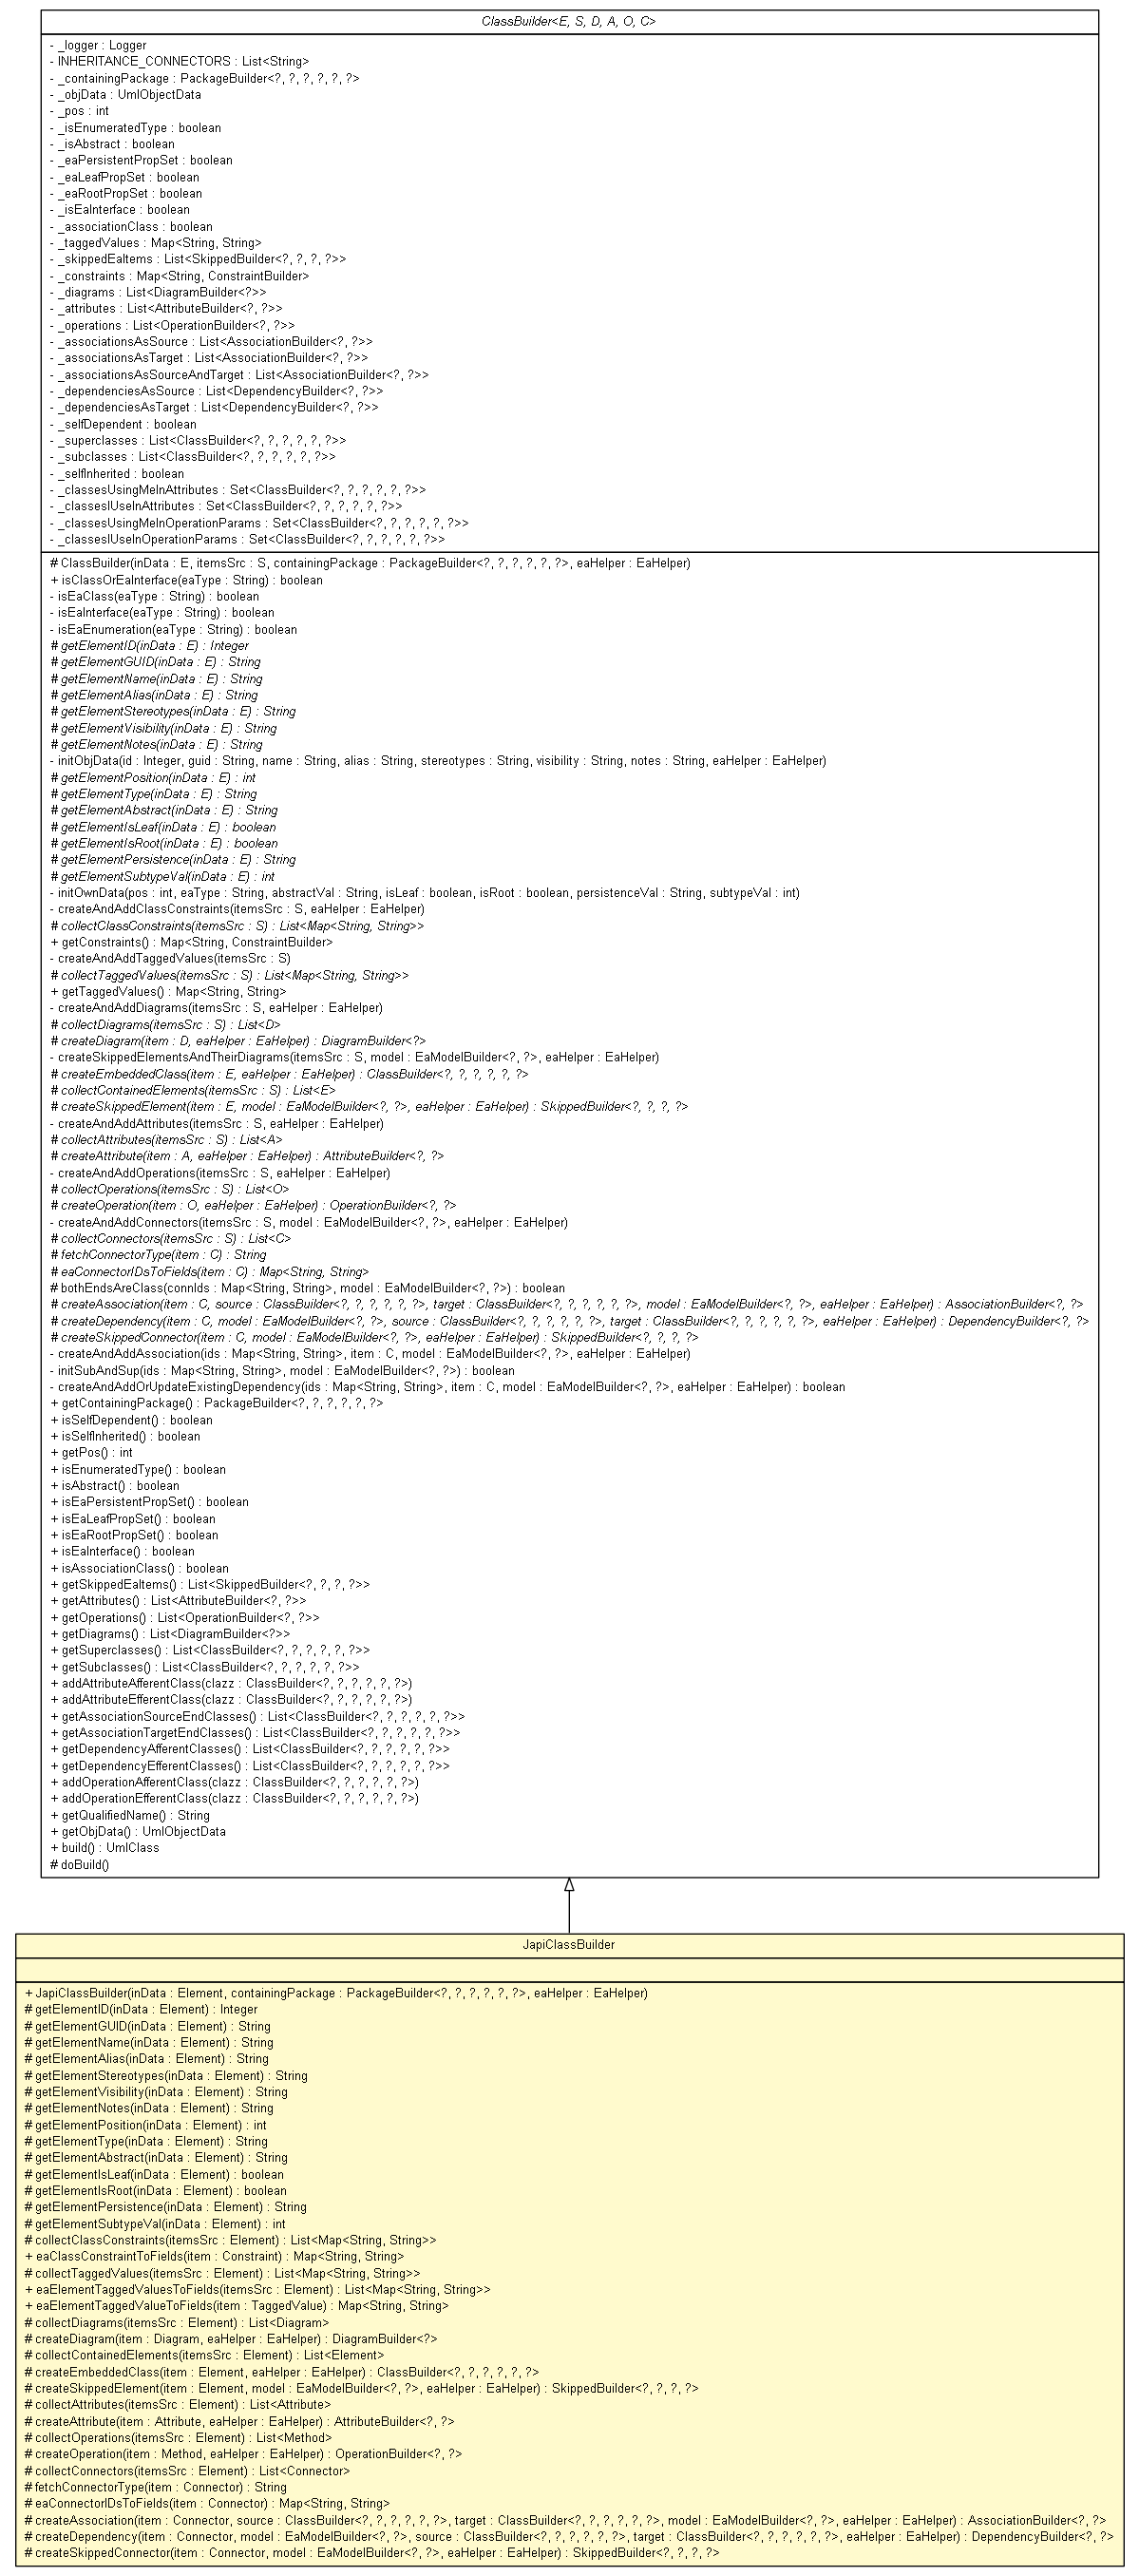 ClassBuilder<E, S, D, A, O, C>
- _logger : Logger
- INHERITANCE_CONNECTORS : List<String>
- _containingPackage : PackageBuilder<?, ?, ?, ?, ?, ?>
- _objData : UmlObjectData
- _pos : int
- _isEnumeratedType : boolean
- _isAbstract : boolean
- _eaPersistentPropSet : boolean
- _eaLeafPropSet : boolean
- _eaRootPropSet : boolean
- _isEaInterface : boolean
- _associationClass : boolean
- _taggedValues : Map<String, String>
- _skippedEaItems : List<SkippedBuilder<?, ?, ?, ?>>
- _constraints : Map<String, ConstraintBuilder>
- _diagrams : List<DiagramBuilder<?>>
- _attributes : List<AttributeBuilder<?, ?>>
- _operations : List<OperationBuilder<?, ?>>
- _associationsAsSource : List<AssociationBuilder<?, ?>>
- _associationsAsTarget : List<AssociationBuilder<?, ?>>
- _associationsAsSourceAndTarget : List<AssociationBuilder<?, ?>>
- _dependenciesAsSource : List<DependencyBuilder<?, ?>>
- _dependenciesAsTarget : List<DependencyBuilder<?, ?>>
- _selfDependent : boolean
- _superclasses : List<ClassBuilder<?, ?, ?, ?, ?, ?>>
- _subclasses : List<ClassBuilder<?, ?, ?, ?, ?, ?>>
- _selfInherited : boolean
- _classesUsingMeInAttributes : Set<ClassBuilder<?, ?, ?, ?, ?, ?>>
- _classesIUseInAttributes : Set<ClassBuilder<?, ?, ?, ?, ?, ?>>
- _classesUsingMeInOperationParams : Set<ClassBuilder<?, ?, ?, ?, ?, ?>>
- _classesIUseInOperationParams : Set<ClassBuilder<?, ?, ?, ?, ?, ?>>
# ClassBuilder(inData : E, itemsSrc : S, containingPackage : PackageBuilder<?, ?, ?, ?, ?, ?>, eaHelper : EaHelper)
+ isClassOrEaInterface(eaType : String) : boolean
- isEaClass(eaType : String) : boolean
- isEaInterface(eaType : String) : boolean
- isEaEnumeration(eaType : String) : boolean
# getElementID(inData : E) : Integer
# getElementGUID(inData : E) : String
# getElementName(inData : E) : String
# getElementAlias(inData : E) : String
# getElementStereotypes(inData : E) : String
# getElementVisibility(inData : E) : String
# getElementNotes(inData : E) : String
- initObjData(id : Integer, guid : String, name : String, alias : String, stereotypes : String, visibility : String, notes : String, eaHelper : EaHelper)
# getElementPosition(inData : E) : int
# getElementType(inData : E) : String
# getElementAbstract(inData : E) : String
# getElementIsLeaf(inData : E) : boolean
# getElementIsRoot(inData : E) : boolean
# getElementPersistence(inData : E) : String
# getElementSubtypeVal(inData : E) : int
- initOwnData(pos : int, eaType : String, abstractVal : String, isLeaf : boolean, isRoot : boolean, persistenceVal : String, subtypeVal : int)
- createAndAddClassConstraints(itemsSrc : S, eaHelper : EaHelper)
# collectClassConstraints(itemsSrc : S) : List<Map<String, String>>
+ getConstraints() : Map<String, ConstraintBuilder>
- createAndAddTaggedValues(itemsSrc : S)
# collectTaggedValues(itemsSrc : S) : List<Map<String, String>>
+ getTaggedValues() : Map<String, String>
- createAndAddDiagrams(itemsSrc : S, eaHelper : EaHelper)
# collectDiagrams(itemsSrc : S) : List<D>
# createDiagram(item : D, eaHelper : EaHelper) : DiagramBuilder<?>
- createSkippedElementsAndTheirDiagrams(itemsSrc : S, model : EaModelBuilder<?, ?>, eaHelper : EaHelper)
# createEmbeddedClass(item : E, eaHelper : EaHelper) : ClassBuilder<?, ?, ?, ?, ?, ?>
# collectContainedElements(itemsSrc : S) : List<E>
# createSkippedElement(item : E, model : EaModelBuilder<?, ?>, eaHelper : EaHelper) : SkippedBuilder<?, ?, ?, ?>
- createAndAddAttributes(itemsSrc : S, eaHelper : EaHelper)
# collectAttributes(itemsSrc : S) : List<A>
# createAttribute(item : A, eaHelper : EaHelper) : AttributeBuilder<?, ?>
- createAndAddOperations(itemsSrc : S, eaHelper : EaHelper)
# collectOperations(itemsSrc : S) : List<O>
# createOperation(item : O, eaHelper : EaHelper) : OperationBuilder<?, ?>
- createAndAddConnectors(itemsSrc : S, model : EaModelBuilder<?, ?>, eaHelper : EaHelper)
# collectConnectors(itemsSrc : S) : List<C>
# fetchConnectorType(item : C) : String
# eaConnectorIDsToFields(item : C) : Map<String, String>
# bothEndsAreClass(connIds : Map<String, String>, model : EaModelBuilder<?, ?>) : boolean
# createAssociation(item : C, source : ClassBuilder<?, ?, ?, ?, ?, ?>, target : ClassBuilder<?, ?, ?, ?, ?, ?>, model : EaModelBuilder<?, ?>, eaHelper : EaHelper) : AssociationBuilder<?, ?>
# createDependency(item : C, model : EaModelBuilder<?, ?>, source : ClassBuilder<?, ?, ?, ?, ?, ?>, target : ClassBuilder<?, ?, ?, ?, ?, ?>, eaHelper : EaHelper) : DependencyBuilder<?, ?>
# createSkippedConnector(item : C, model : EaModelBuilder<?, ?>, eaHelper : EaHelper) : SkippedBuilder<?, ?, ?, ?>
- createAndAddAssociation(ids : Map<String, String>, item : C, model : EaModelBuilder<?, ?>, eaHelper : EaHelper)
- initSubAndSup(ids : Map<String, String>, model : EaModelBuilder<?, ?>) : boolean
- createAndAddOrUpdateExistingDependency(ids : Map<String, String>, item : C, model : EaModelBuilder<?, ?>, eaHelper : EaHelper) : boolean
+ getContainingPackage() : PackageBuilder<?, ?, ?, ?, ?, ?>
+ isSelfDependent() : boolean
+ isSelfInherited() : boolean
+ getPos() : int
+ isEnumeratedType() : boolean
+ isAbstract() : boolean
+ isEaPersistentPropSet() : boolean
+ isEaLeafPropSet() : boolean
+ isEaRootPropSet() : boolean
+ isEaInterface() : boolean
+ isAssociationClass() : boolean
+ getSkippedEaItems() : List<SkippedBuilder<?, ?, ?, ?>>
+ getAttributes() : List<AttributeBuilder<?, ?>>
+ getOperations() : List<OperationBuilder<?, ?>>
+ getDiagrams() : List<DiagramBuilder<?>>
+ getSuperclasses() : List<ClassBuilder<?, ?, ?, ?, ?, ?>>
+ getSubclasses() : List<ClassBuilder<?, ?, ?, ?, ?, ?>>
+ addAttributeAfferentClass(clazz : ClassBuilder<?, ?, ?, ?, ?, ?>)
+ addAttributeEfferentClass(clazz : ClassBuilder<?, ?, ?, ?, ?, ?>)
+ getAssociationSourceEndClasses() : List<ClassBuilder<?, ?, ?, ?, ?, ?>>
+ getAssociationTargetEndClasses() : List<ClassBuilder<?, ?, ?, ?, ?, ?>>
+ getDependencyAfferentClasses() : List<ClassBuilder<?, ?, ?, ?, ?, ?>>
+ getDependencyEfferentClasses() : List<ClassBuilder<?, ?, ?, ?, ?, ?>>
+ addOperationAfferentClass(clazz : ClassBuilder<?, ?, ?, ?, ?, ?>)
+ addOperationEfferentClass(clazz : ClassBuilder<?, ?, ?, ?, ?, ?>)
+ getQualifiedName() : String
+ getObjData() : UmlObjectData
+ build() : UmlClass
# doBuild()
JapiClassBuilder
+ JapiClassBuilder(inData : Element, containingPackage : PackageBuilder<?, ?, ?, ?, ?, ?>, eaHelper : EaHelper)
# getElementID(inData : Element) : Integer
# getElementGUID(inData : Element) : String
# getElementName(inData : Element) : String
# getElementAlias(inData : Element) : String
# getElementStereotypes(inData : Element) : String
# getElementVisibility(inData : Element) : String
# getElementNotes(inData : Element) : String
# getElementPosition(inData : Element) : int
# getElementType(inData : Element) : String
# getElementAbstract(inData : Element) : String
# getElementIsLeaf(inData : Element) : boolean
# getElementIsRoot(inData : Element) : boolean
# getElementPersistence(inData : Element) : String
# getElementSubtypeVal(inData : Element) : int
# collectClassConstraints(itemsSrc : Element) : List<Map<String, String>>
+ eaClassConstraintToFields(item : Constraint) : Map<String, String>
# collectTaggedValues(itemsSrc : Element) : List<Map<String, String>>
+ eaElementTaggedValuesToFields(itemsSrc : Element) : List<Map<String, String>>
+ eaElementTaggedValueToFields(item : TaggedValue) : Map<String, String>
# collectDiagrams(itemsSrc : Element) : List<Diagram>
# createDiagram(item : Diagram, eaHelper : EaHelper) : DiagramBuilder<?>
# collectContainedElements(itemsSrc : Element) : List<Element>
# createEmbeddedClass(item : Element, eaHelper : EaHelper) : ClassBuilder<?, ?, ?, ?, ?, ?>
# createSkippedElement(item : Element, model : EaModelBuilder<?, ?>, eaHelper : EaHelper) : SkippedBuilder<?, ?, ?, ?>
# collectAttributes(itemsSrc : Element) : List<Attribute>
# createAttribute(item : Attribute, eaHelper : EaHelper) : AttributeBuilder<?, ?>
# collectOperations(itemsSrc : Element) : List<Method>
# createOperation(item : Method, eaHelper : EaHelper) : OperationBuilder<?, ?>
# collectConnectors(itemsSrc : Element) : List<Connector>
# fetchConnectorType(item : Connector) : String
# eaConnectorIDsToFields(item : Connector) : Map<String, String>
# createAssociation(item : Connector, source : ClassBuilder<?, ?, ?, ?, ?, ?>, target : ClassBuilder<?, ?, ?, ?, ?, ?>, model : EaModelBuilder<?, ?>, eaHelper : EaHelper) : AssociationBuilder<?, ?>
# createDependency(item : Connector, model : EaModelBuilder<?, ?>, source : ClassBuilder<?, ?, ?, ?, ?, ?>, target : ClassBuilder<?, ?, ?, ?, ?, ?>, eaHelper : EaHelper) : DependencyBuilder<?, ?>
# createSkippedConnector(item : Connector, model : EaModelBuilder<?, ?>, eaHelper : EaHelper) : SkippedBuilder<?, ?, ?, ?>